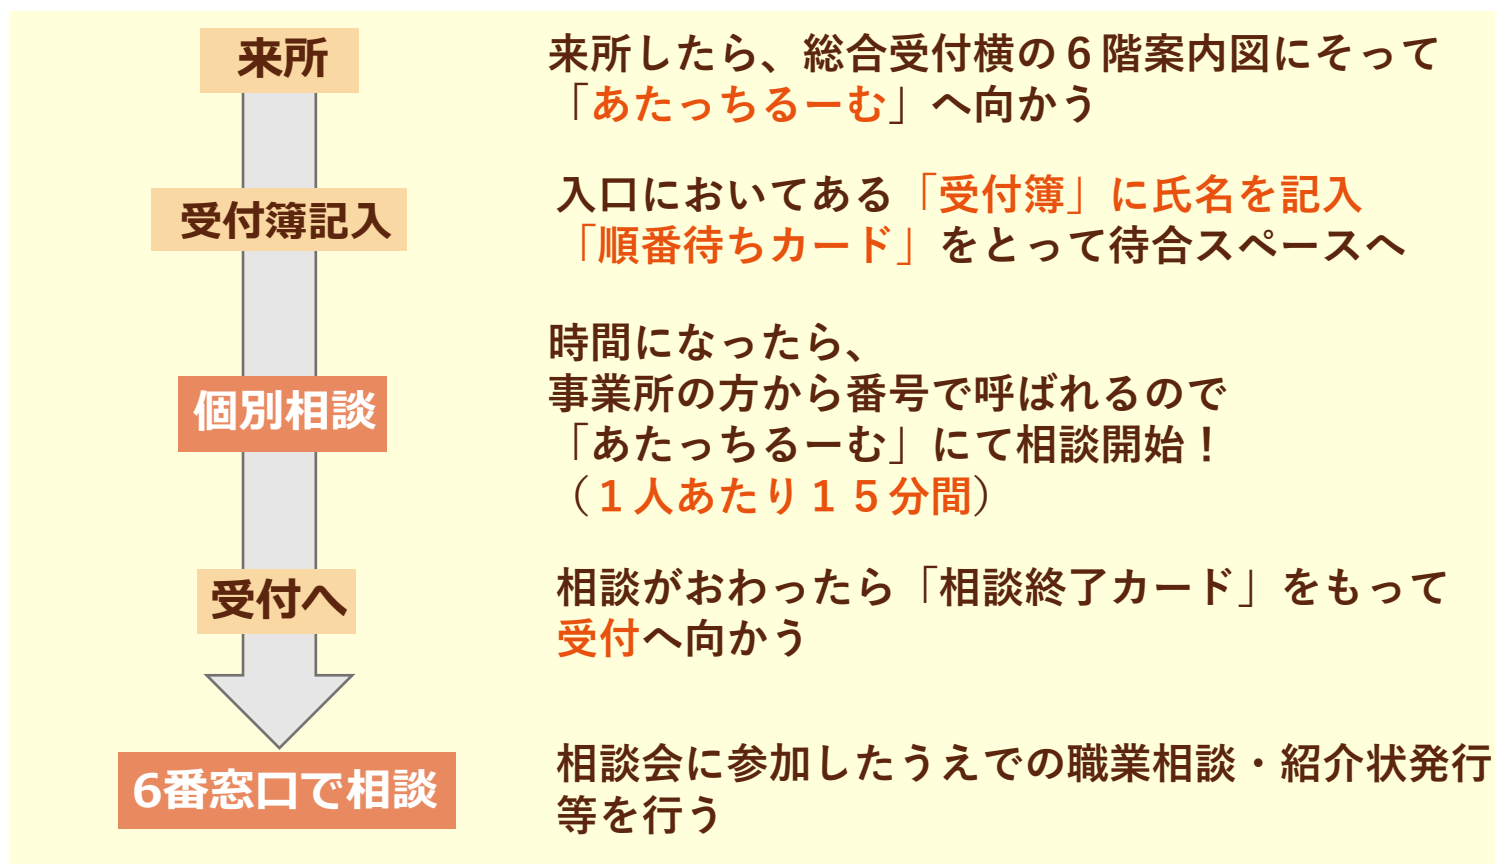 来所
来所したら、総合受付横の６階案内図にそって
「あたっちるーむ」へ向かう
受付簿記入
入口においてある「受付簿」に氏名を記入
「順番待ちカード」をとって待合スペースへ
個別相談
時間になったら、
事業所の方から番号で呼ばれるので
「あたっちるーむ」にて相談開始！
（１人あたり１５分間）
受付へ
相談がおわったら「相談終了カード」をもって
受付へ向かう
6番窓口で相談
相談会に参加したうえでの職業相談・紹介状発行
等を行う